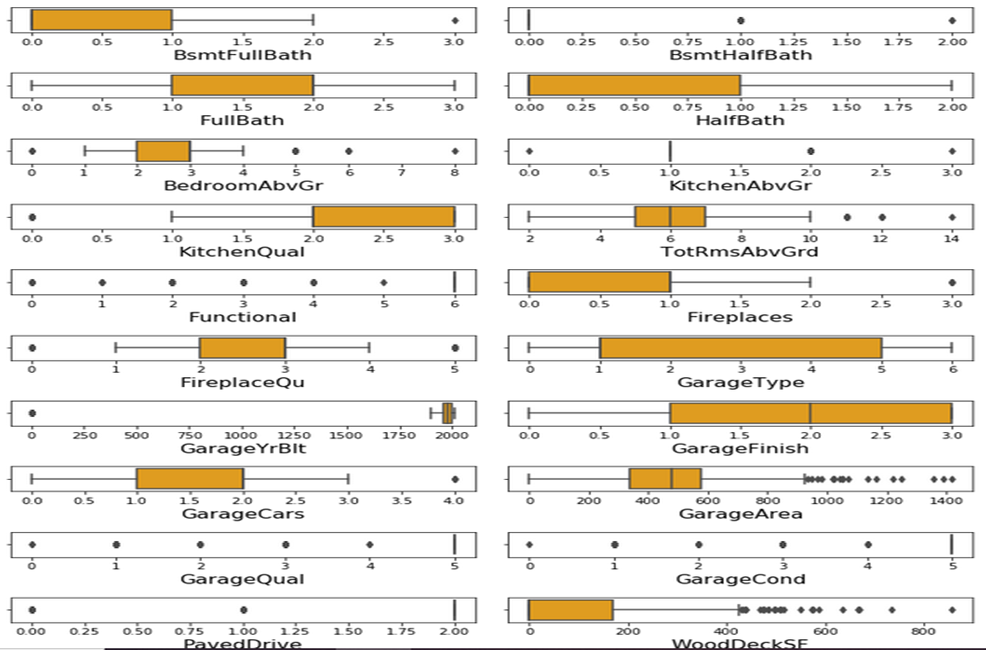 0.0 0.5 1.0 1.5 2.0 2.5 3.0
BsmtFullBath
0.00 0.25 0.50 0.75 1.00 1.25 1.50 1.75 2.00
BsmtHalfBath
0.0 0.5 1.0 1.5 2.0 2.5 3.0
FullBath
0.00 0.25 0.50 0.75 1.00 1.25 1.50 1.75 2.00
HalfBath
0 1 2 3 4 5 6 7 8
BedroomAbvGr
0.0 0.5 1.0 1.5 2.0 2.5 3.0
KitchenAbvGr
0.0 0.5 1.0 1.5 2.0 2.5 3.0
KitchenQual
2 4 6 8 10 12 14
TotRmsAbvGrd
0 1 2 3 4 5 6
Functional
0.0 0.5 1.0 1.5 2.0 2.5 3.0
Fireplaces
0 1 2 3 4 5
FireplaceQu
0 1 2 3 4 5 6
GarageType
0 250 500 750 1000 1250 1500 1750 2000
GarageYrBlt
0.0 0.5 1.0 1.5 2.0 2.5 3.0
GarageFinish
0.0 0.5 1.0 1.5 2.0 2.5 3.0 3.5 4.0
GarageCars
0 200 400 600 800 1000 1200 1400
GarageArea
0 1 2 3 4 5
GarageQual
0 1 2 3 4 5
GarageCond
0.00 0.25 0.50 0.75 1.00 1.25 1.50 1.75 2.00
PavedDrive
0 200 400 600 800
WoodDeckSF